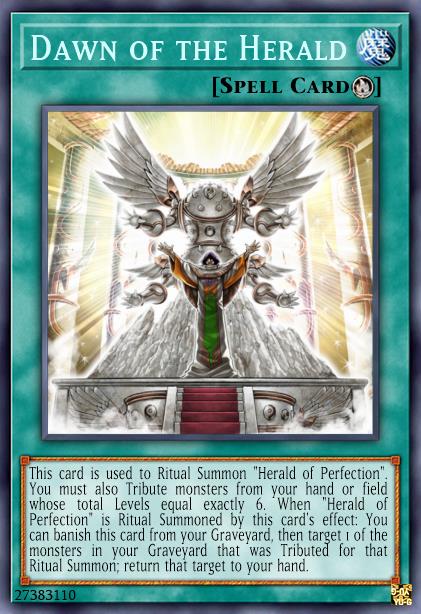 Dawn of the Herald
魔
[Spell Card]
This card is used to Ritual Summon "Herald of Perfection".
You must also Tribute monsters from your hand or field
whose total Levels equal exactly 6. When "Herald of
Perfection" is Ritual Summoned by this card's effect: You
can banish this card from your Graveyard, then target 1 of the
monsters in your Graveyard that was Tributed for that
Ritual Summon; return that target to your hand.
27383110